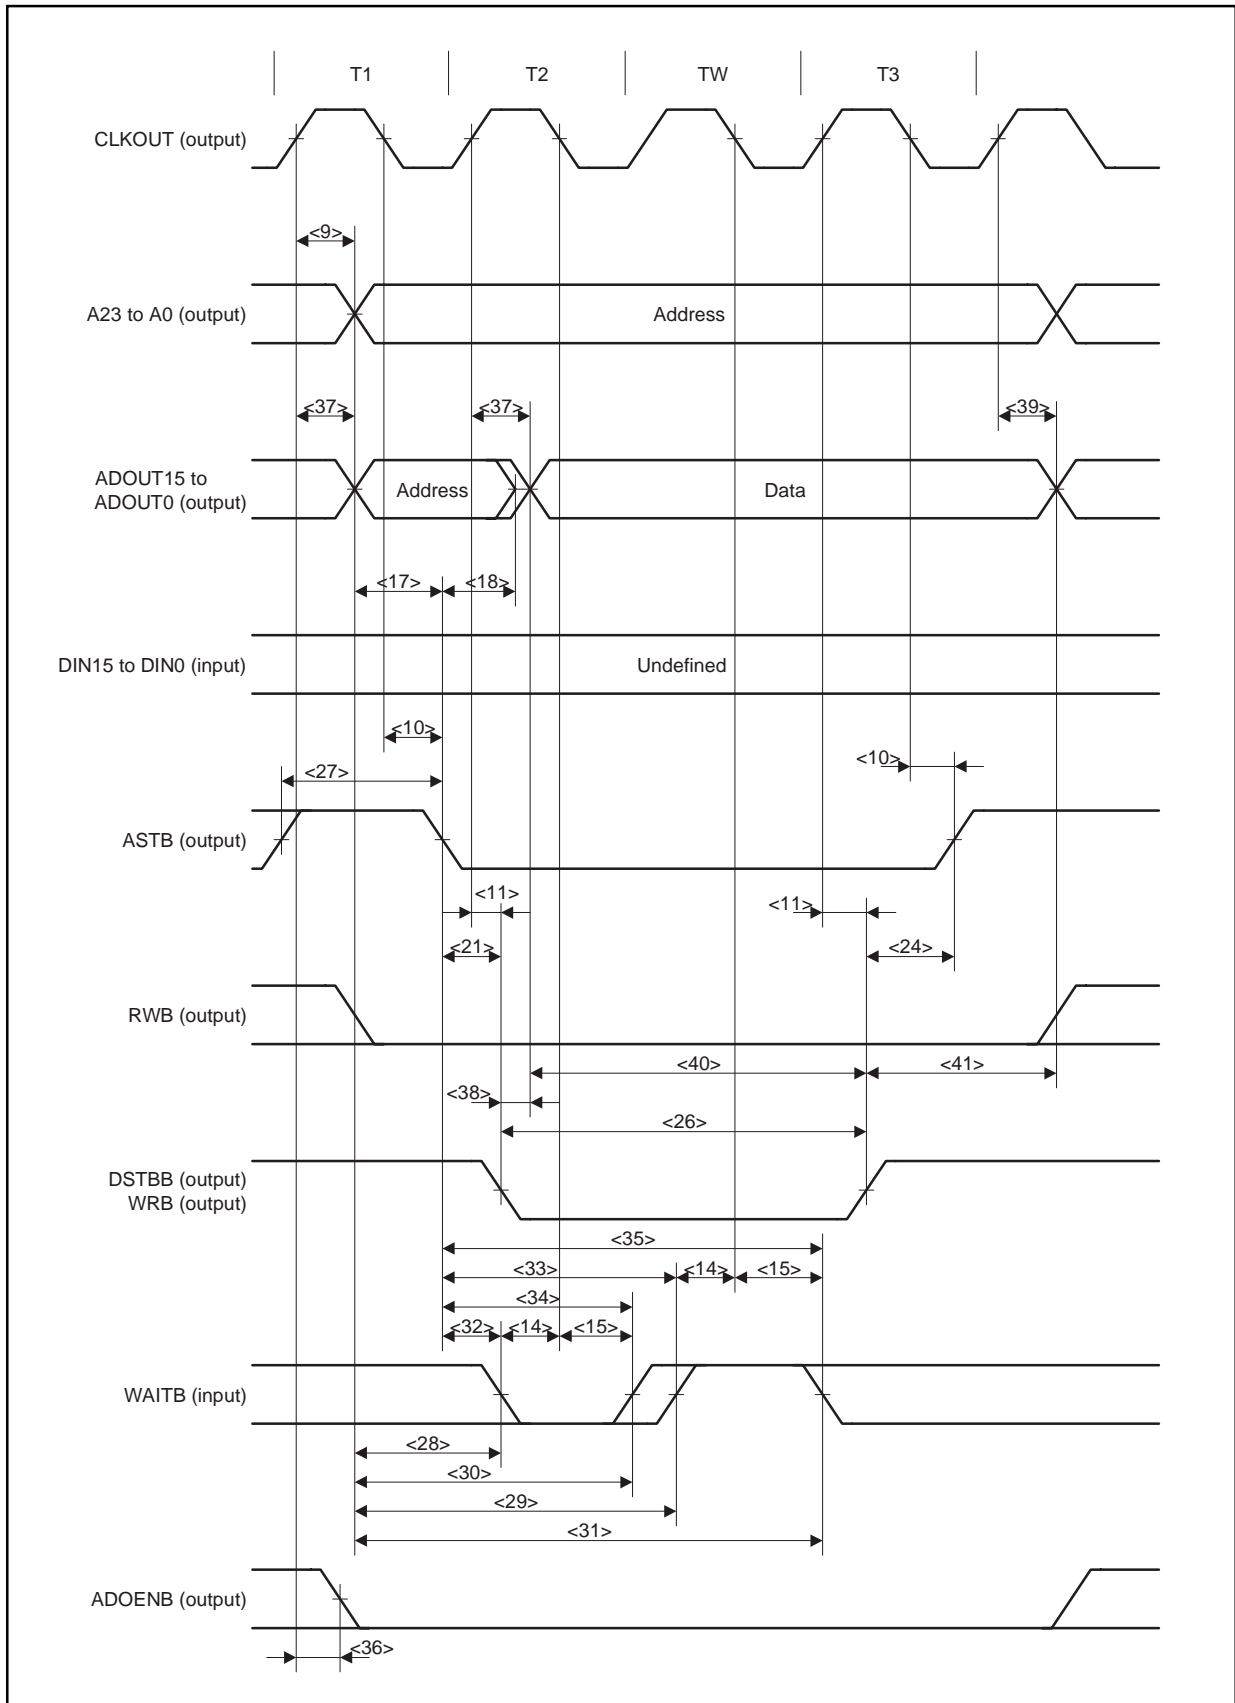 T1 T2 TW T3
CLKOUT (output)
<9>
A23 to A0 (output) Address
<37> <37> <39>
ADOUT15 to
ADOUT0 (output) Address Data
<17> <18>
DIN15 to DIN0 (input) Undefined
<10>
<10>
<27>
ASTB (output)
<11> <11>
<21> <24>
RWB (output)
<40> <41>
<38>
<26>
DSTBB (output)
WRB (output)
<35>
<33> <14> <15>
<34>
<32> <14> <15>
WAITB (input)
<28>
<30>
<29>
<31>
ADOENB (output)
<36>